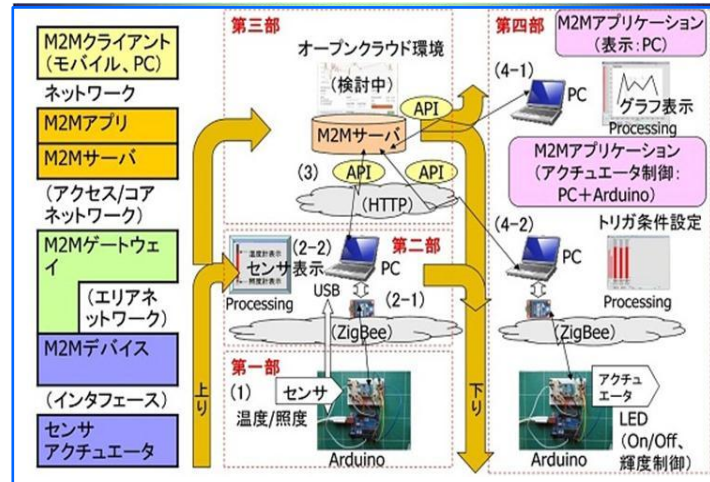 M2Mクライアント
(モバイル、PC)
ネットワーク
M2Mアプリ
M2Mサーバ
(アクセス/コア
ネットワーク)
M2Mゲートウェ
イ
(エリアネ
ットワーク)
M2Mデバイス
(インタフェース)
センサ
アクチュエータ
上り
第三部
オープンクラウド環境
(検討中)
API
M2Mサーバ
(3)
API
API
(HTTP)
(2-2)
第二部
温度計表示
センサ表示
照度計表示
PC
Processing
USB
(2-1)
(ZigBee)
第一部
(1)
センサ
温度/照度
Arduino
下り
第四部
M2Mアプリケーション
(表示:PC)
(4-1)
PC
グラフ表示
Processing
M2Mアプリケーション
(アクチュエータ制御:
PC+Arduino)
(4-2)
トリガ条件設定
PC
Processing
(ZigBee)
アクチュ
エータ
LED
(On/Off、
輝度制御)
Arduino